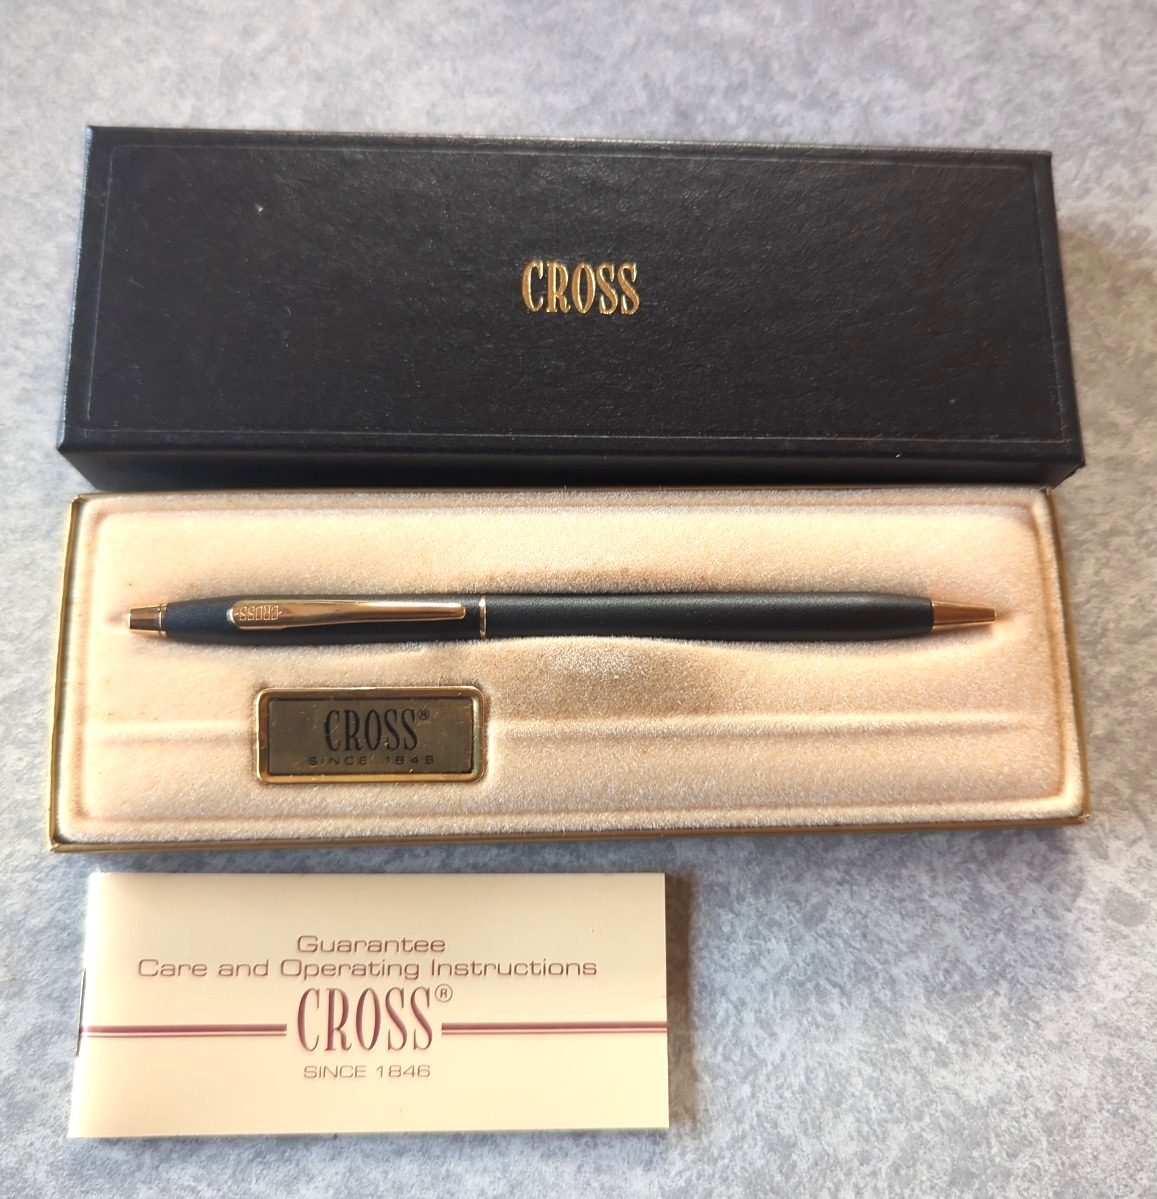 CROSS
CROSS
CROSS®
SINCE 1846
Guarantee
Care and Operating Instructions
CROSS®
SINCE 1846